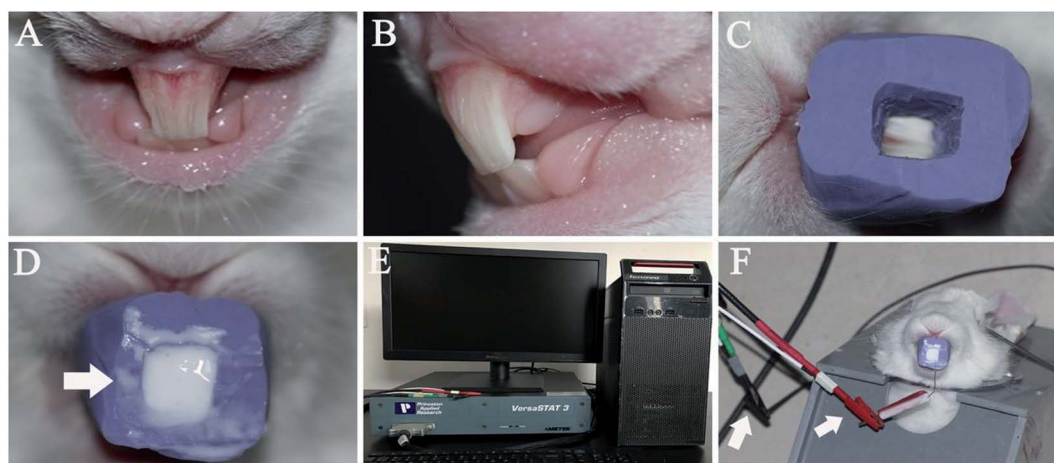 A
B
C
D
E
F
lenovo
Princeton
Applied
Research
VersaSTAT 3
AMETEK